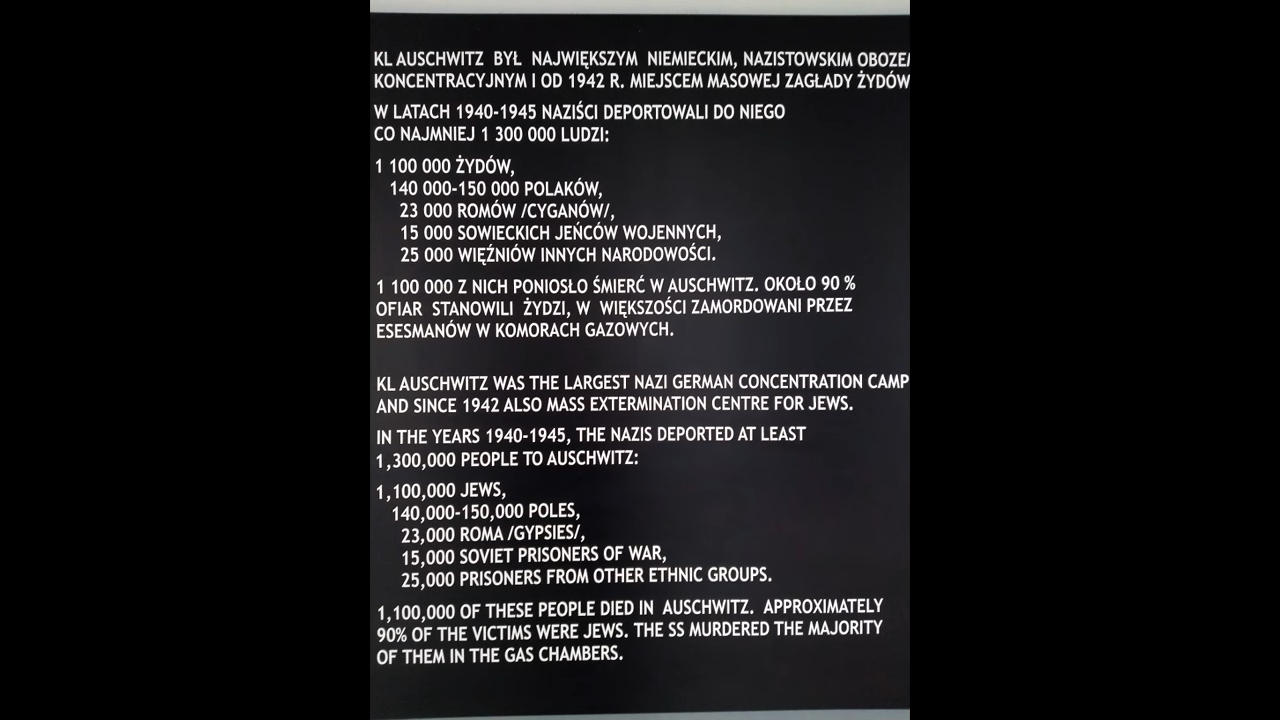 KL AUSCHWITZ BYŁ NAJWIĘKSZYM NIEMIECKIM, NAZISTOWSKIM OBOZEM
KONCENTRACYJNYM I OD 1942 R. MIEJSCEM MASOWEJ ZAGŁADY ŻYDÓW
W LATACH 1940-1945 NAZIŚCI DEPORTOWALI DO NIEGO
CO NAJMNIEJ 1 300 000 LUDZI:
1 100 000 ŻYDÓW,
140 000-150 000 POLAKÓW,
23 000 ROMÓW /CYGANÓW/,
15 000 SOWIECKICH JEŃCÓW WOJENNYCH,
25 000 WIĘŹNIÓW INNYCH NARODOWOŚCI.
1 100 000 Z NICH PONIOSŁO ŚMIERĆ W AUSCHWITZ. OKOŁO 90 %
OFIAR STANOWILI ŻYDZI, W WIĘKSZOŚCI ZAMORDOWANI PRZEZ
ESESMANÓW W KOMORACH GAZOWYCH.
KL AUSCHWITZ WAS THE LARGEST NAZI GERMAN CONCENTRATION CAMP
AND SINCE 1942 ALSO MASS EXTERMINATION CENTRE FOR JEWS.
IN THE YEARS 1940-1945, THE NAZIS DEPORTED AT LEAST
1,300,000 PEOPLE TO AUSCHWITZ:
1,100,000 JEWS,
140,000-150,000 POLES,
23,000 ROMA /GYPSIES/,
15,000 SOVIET PRISONERS OF WAR,
25,000 PRISONERS FROM OTHER ETHNIC GROUPS.
1,100,000 OF THESE PEOPLE DIED IN AUSCHWITZ. APPROXIMATELY
90% OF THE VICTIMS WERE JEWS. THE SS MURDERED THE MAJORITY
OF THEM IN THE GAS CHAMBERS.